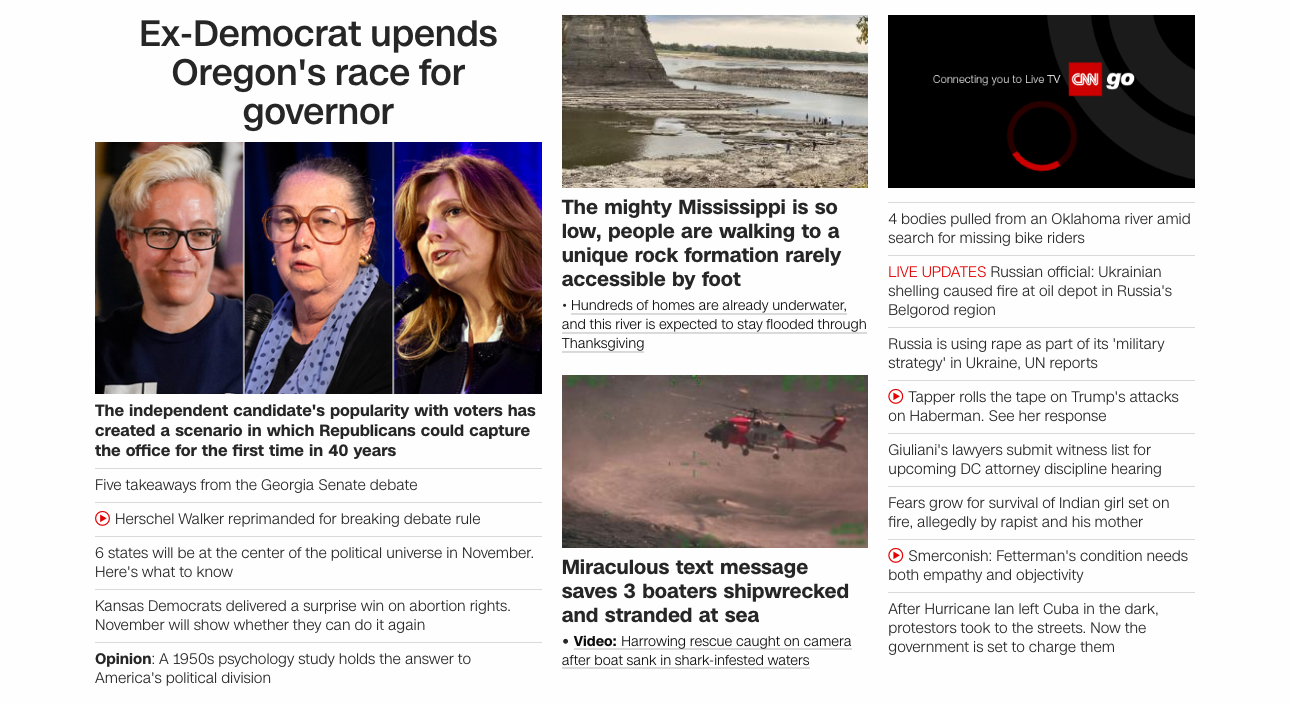 Ex-Democrat upends
Oregon's race for
governor
The independent candidate's popularity with voters has
created a scenario in which Republicans could capture
the office for the first time in 40 years
Five takeaways from the Georgia Senate debate
Herschel Walker reprimanded for breaking debate rule
6 states will be at the center of the political universe in November.
Here's what to know
Kansas Democrats delivered a surprise win on abortion rights.
November will show whether they can do it again
Opinion: A 1950s psychology study holds the answer to
America's political division
The mighty Mississippi is so
low, people are walking to a
unique rock formation rarely
accessible by foot
• Hundreds of homes are already underwater,
and this river is expected to stay flooded through
Thanksgiving
Miraculous text message
saves 3 boaters shipwrecked
and stranded at sea
• Video: Harrowing rescue caught on camera
after boat sank in shark-infested waters
Connecting you to Live TV CNN go
4 bodies pulled from an Oklahoma river amid
search for missing bike riders
LIVE UPDATES Russian official: Ukrainian
shelling caused fire at oil depot in Russia's
Belgorod region
Russia is using rape as part of its 'military
strategy' in Ukraine, UN reports
Tapper rolls the tape on Trump's attacks
on Haberman. See her response
Giuliani's lawyers submit witness list for
upcoming DC attorney discipline hearing
Fears grow for survival of Indian girl set on
fire, allegedly by rapist and his mother
Smerconish: Fetterman's condition needs
both empathy and objectivity
After Hurricane Ian left Cuba in the dark,
protestors took to the streets. Now the
government is set to charge them